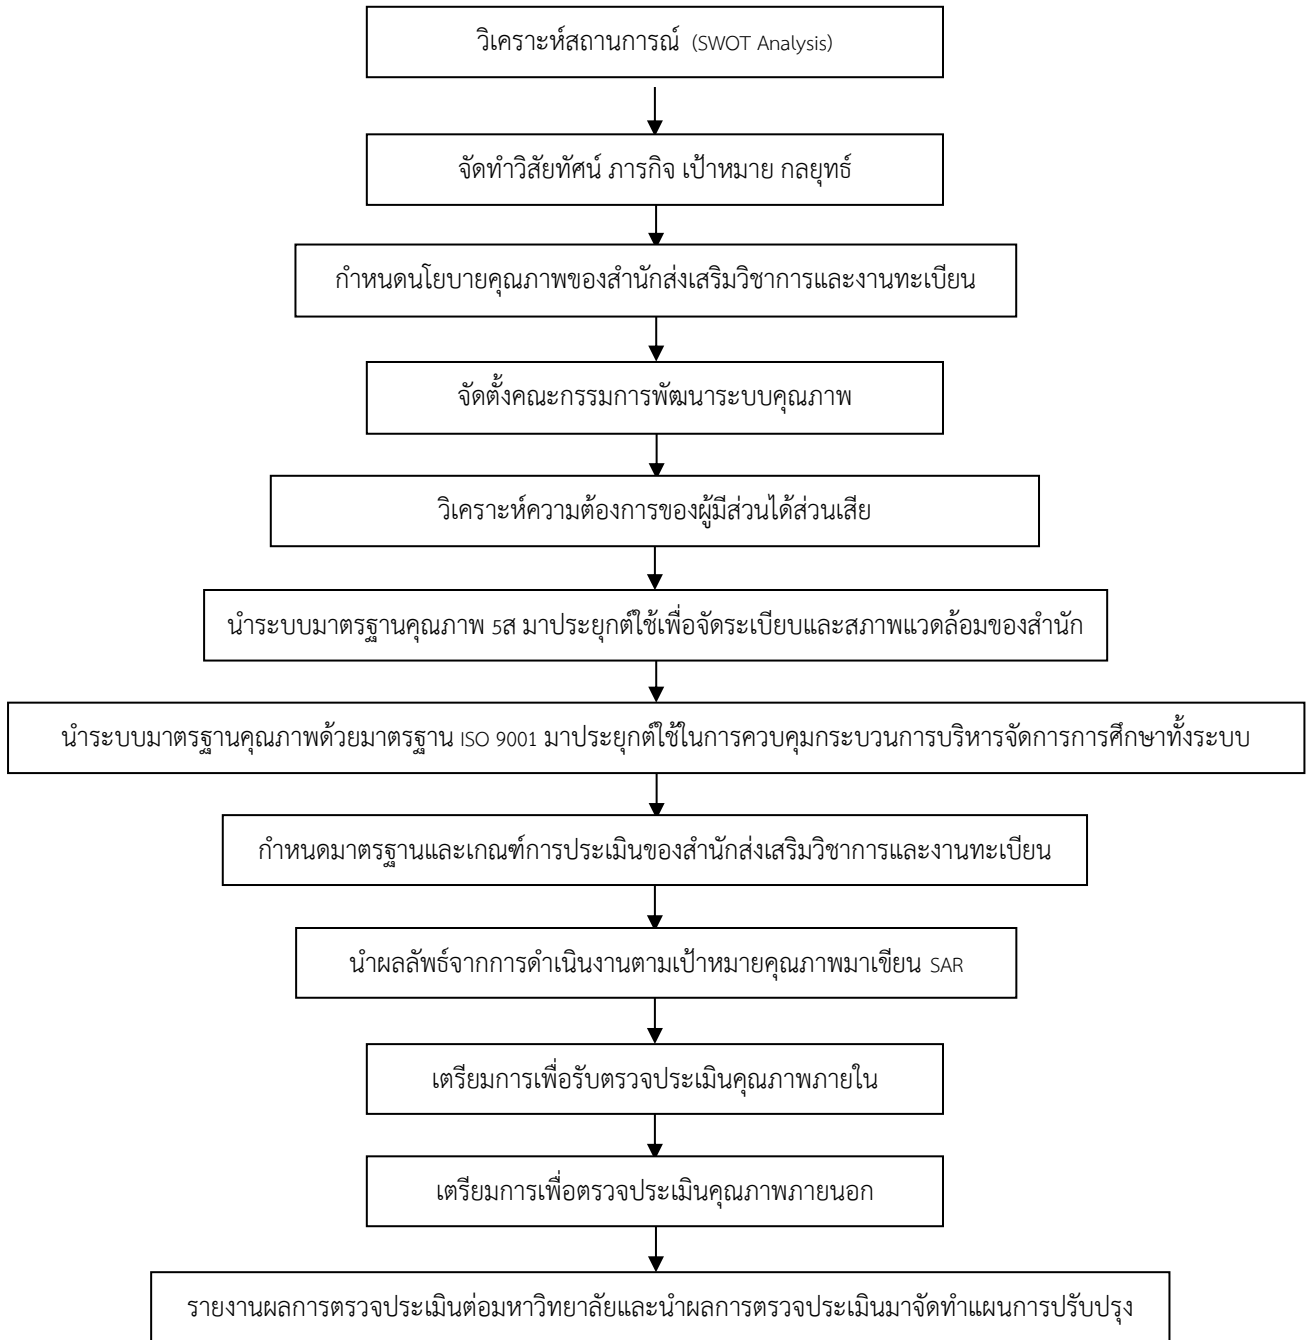 วิเคราะห์สถานการณ์ (SWOT Analysis)
จัดทำวิสัยทัศน์ ภารกิจ เป้าหมาย กลยุทธ์
กำหนดนโยบายคุณภาพของสำนักส่งเสริมวิชาการและงานทะเบียน
จัดตั้งคณะกรรมการพัฒนาระบบคุณภาพ
วิเคราะห์ความต้องการของผู้มีส่วนได้ส่วนเสีย
นำระบบมาตรฐานคุณภาพ 5ส มาประยุกต์ใช้เพื่อจัดระเบียบและสภาพแวดล้อมของสำนัก
นำระบบมาตรฐานคุณภาพด้วยมาตรฐาน ISO 9001 มาประยุกต์ใช้ในการควบคุมกระบวนการบริหารจัดการการศึกษาทั้งระบบ
กำหนดมาตรฐานและเกณฑ์การประเมินของสำนักส่งเสริมวิชาการและงานทะเบียน
นำผลลัพธ์จากการดำเนินงานตามเป้าหมายคุณภาพมาเขียน SAR
เตรียมการเพื่อรับตรวจประเมินคุณภาพภายใน
เตรียมการเพื่อตรวจประเมินคุณภาพภายนอก
รายงานผลการตรวจประเมินต่อมหาวิทยาลัยและนำผลการตรวจประเมินมาจัดทำแผนการปรับปรุง